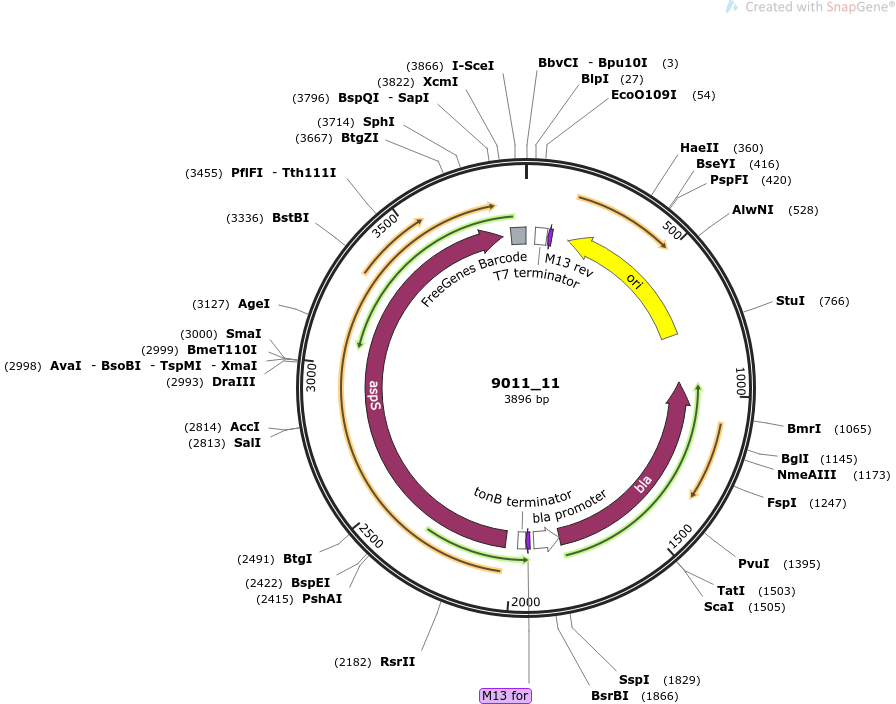 Created with SnapGene®
(3866) I-SceI
(3822) XcmI
(3796) BspQI - SapI
(3714) SphI
(3667) BtgZI
(3455) PflFI - Tth111I
(3336) BstBI
(3127) AgeI
(3000) SmaI
(2999) BmeT110I
(2998) AvaI - BsoBI - TspMI - XmaI
(2993) DraIII
(2814) AccI
(2813) SalI
(2491) BtgI
(2422) BspEI
(2415) PshAI
(2182) RsrII
BbvCI - Bpu10I (3)
BlpI (27)
EcoO109I (54)
HaeII (360)
BseYI (416)
PspFI (420)
AlwNI (528)
StuI (766)
BmrI (1065)
BglI (1145)
NmeAIII (1173)
FspI (1247)
PvuI (1395)
TatI (1503)
ScaI (1505)
SspI (1829)
BsrBI (1866)
M13 for
500
1000
1500
2000
2500
3000
3500
FreeGenes Barcode
M13 rev
T7 terminator
ori
aspS
9011_11
3896 bp
tonB terminator
bla promoter
bla